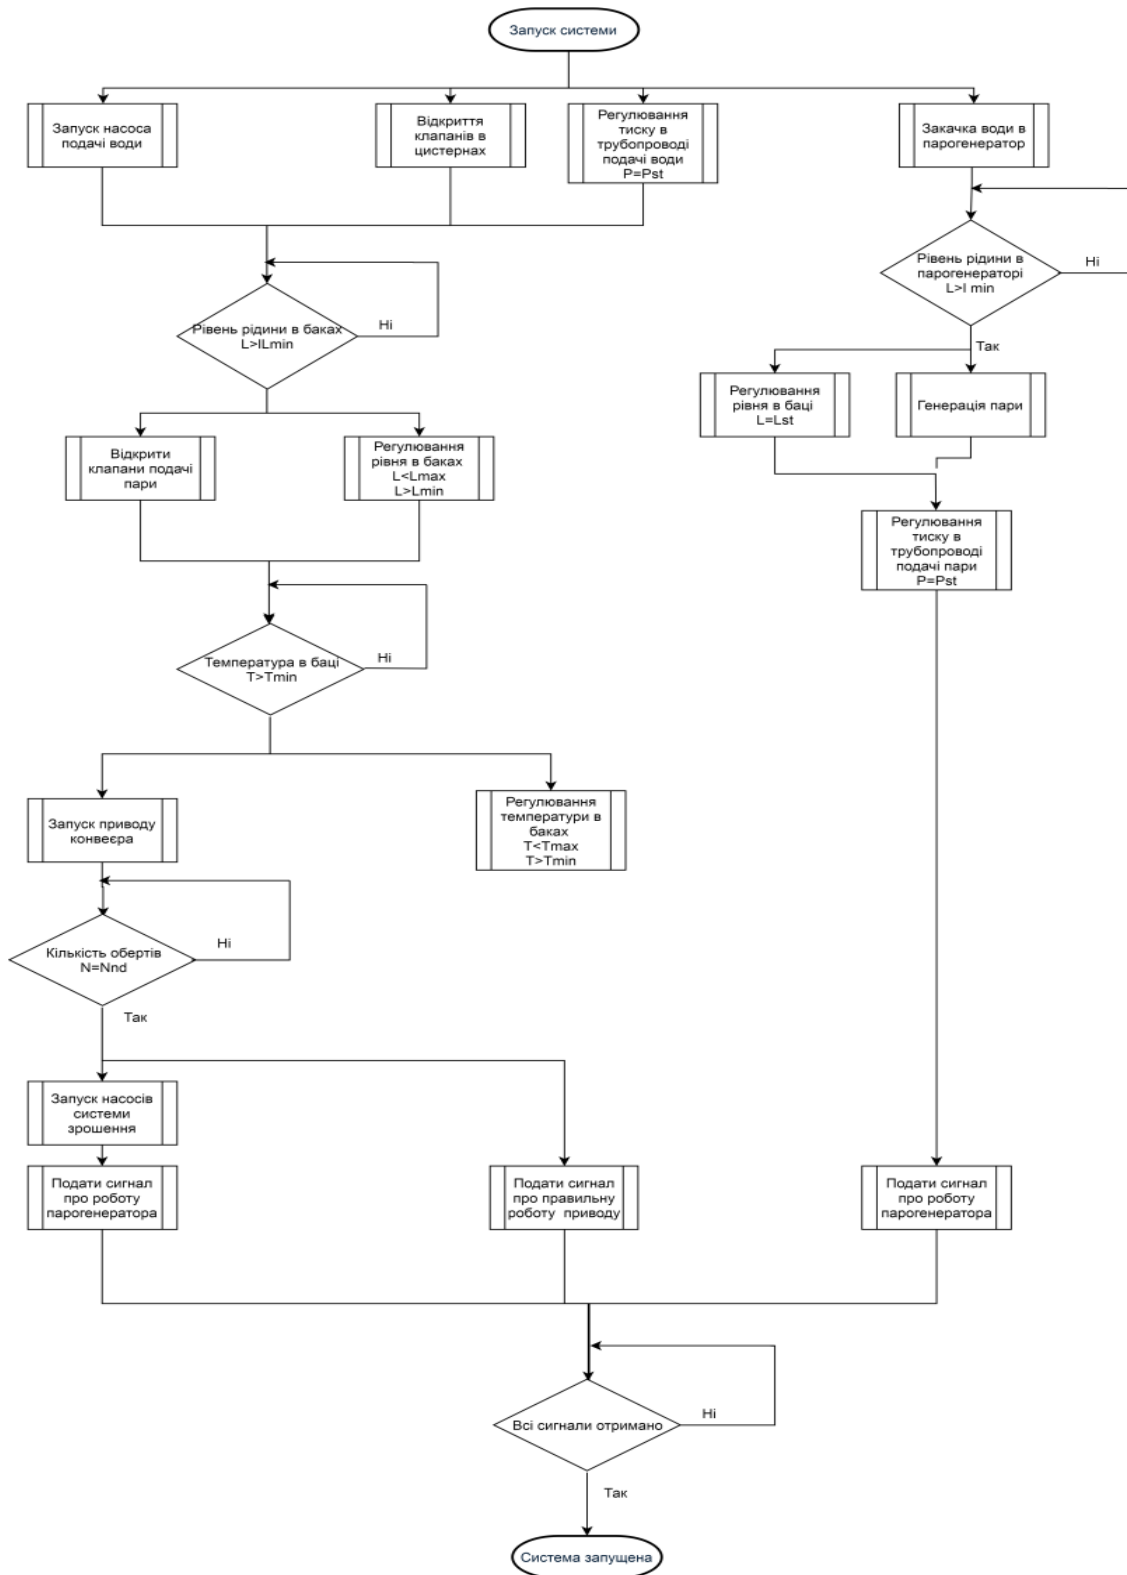 Запуск системи
Запуск насоса
подачі води
Відкриття
клапанів в
цистернах
Регулювання
тиску в
трубопроводі
подачі води
P=Pst
Закачка води в
парогенератор
Рівень рідини в
парогенераторі
L>l min
Ні
Рівень рідини в баках
L>lLmin
Ні
Так
Регулювання
рівня в баці
L=Lst
Генерація пари
Відкрити
клапани подачі
пари
Регулювання
рівня в баках
L<Lmax
L>Lmin
Регулювання
тиску в
трубопроводі
подачі пари
P=Pst
Температура в баці
T>Tmin
Ні
Запуск приводу
конвеєра
Регулювання
температури в
баках
T<Tmax
T>Tmin
Кількість обертів
N=Nnd
Ні
Так
Запуск насосів
системи
зрошення
Подати сигнал
про роботу
парогенератора
Подати сигнал
про правильну
роботу приводу
Подати сигнал
про роботу
парогенератора
Всі сигнали отримано
Ні
Так
Система запущена